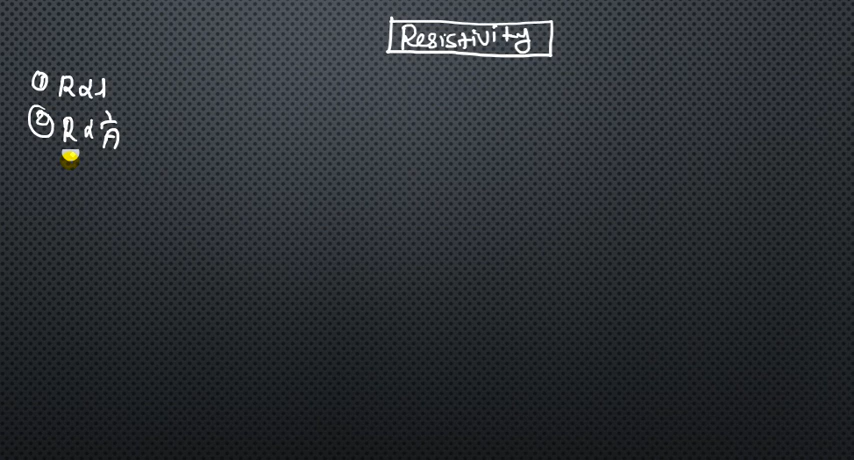 Resistivity
① R α l
② R α 1/A